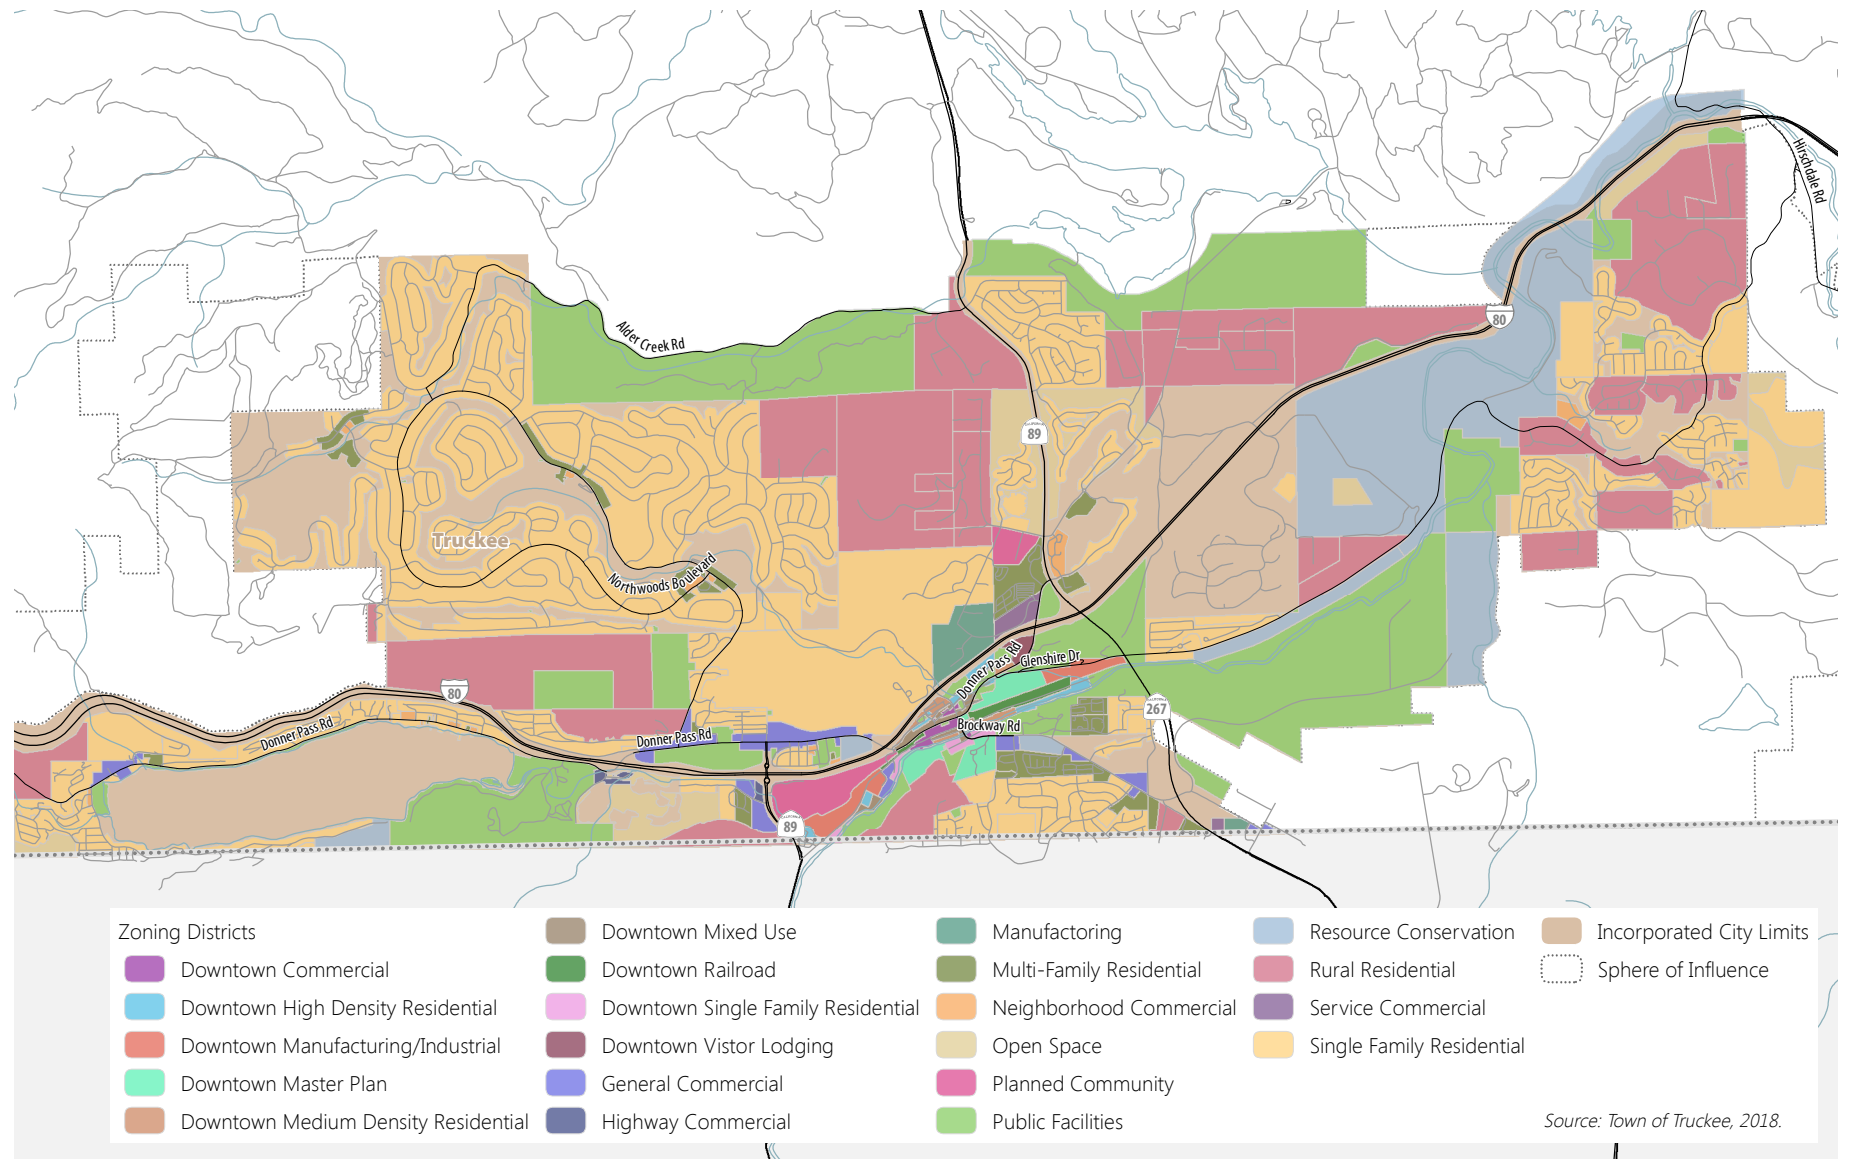 Hirschdale Rd
80
Alder Creek Rd
CALIFORNIA
89
Truckee
Northwoods Boulevard
Donner Pass Rd
Glenshire Dr
80
Donner Pass Rd
Donner Pass Rd
Brockway Rd
CALIFORNIA
267
CALIFORNIA
89
Zoning Districts
Downtown Commercial
Downtown High Density Residential
Downtown Manufacturing/Industrial
Downtown Master Plan
Downtown Medium Density Residential
Downtown Mixed Use
Downtown Railroad
Downtown Single Family Residential
Downtown Vistor Lodging
General Commercial
Highway Commercial
Manufactoring
Multi-Family Residential
Neighborhood Commercial
Open Space
Planned Community
Public Facilities
Resource Conservation
Rural Residential
Service Commercial
Single Family Residential
Incorporated City Limits
Sphere of Influence
Source: Town of Truckee, 2018.